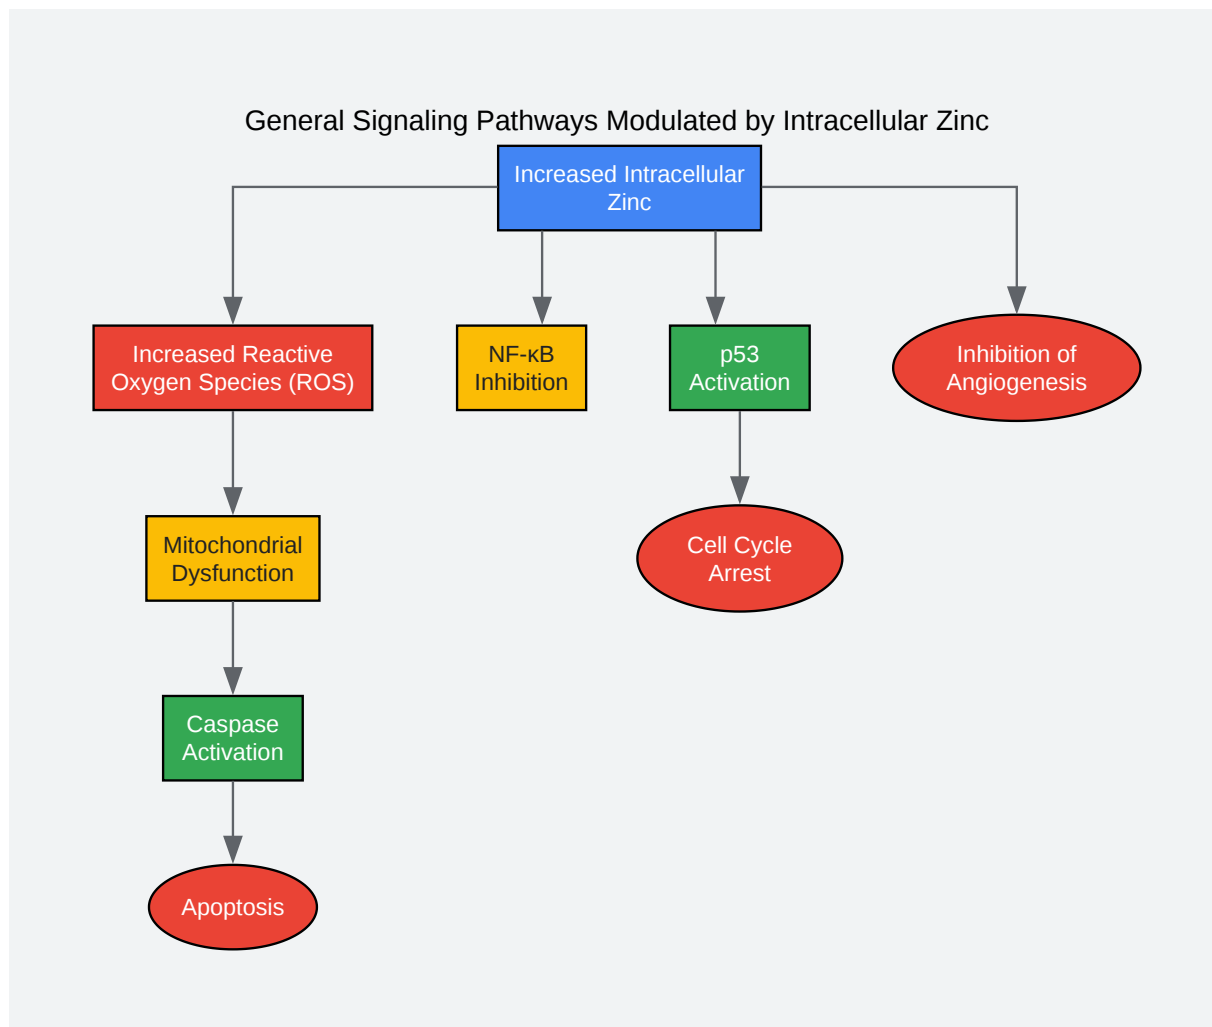 General Signaling Pathways Modulated by Intracellular Zinc
Increased Intracellular
Zinc
Increased Reactive
Oxygen Species (ROS)
NF-κB
Inhibition
p53
Activation
Inhibition of
Angiogenesis
Mitochondrial
Dysfunction
Cell Cycle
Arrest
Caspase
Activation
Apoptosis